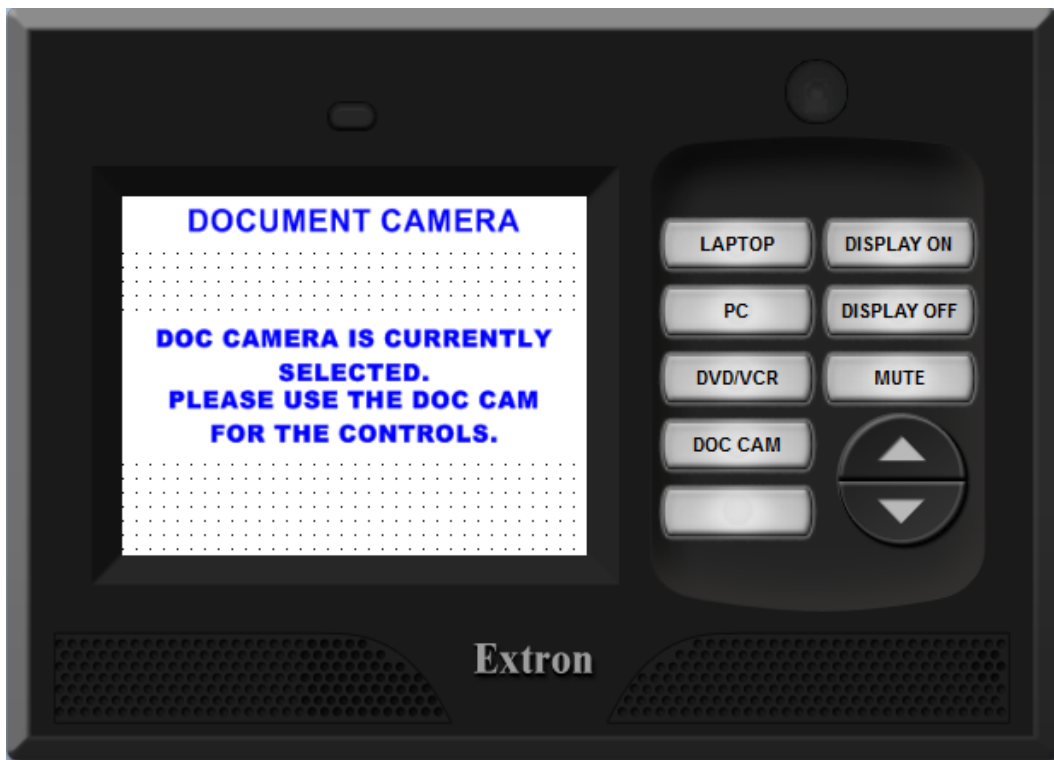 DOCUMENT CAMERA
DOC CAMERA IS CURRENTLY
SELECTED.
PLEASE USE THE DOC CAM
FOR THE CONTROLS.
LAPTOP
DISPLAY ON
PC
DISPLAY OFF
DVD/VCR
MUTE
DOC CAM
Extron